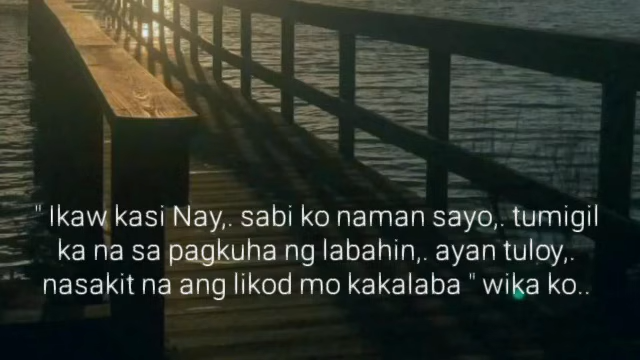 " Ikaw kasi Nay,. sabi ko naman sayo,. tumigil
ka na sa pagkuha ng labahin,. ayan tuloy,.
nasakit na ang likod mo kakalaba " wika ko..